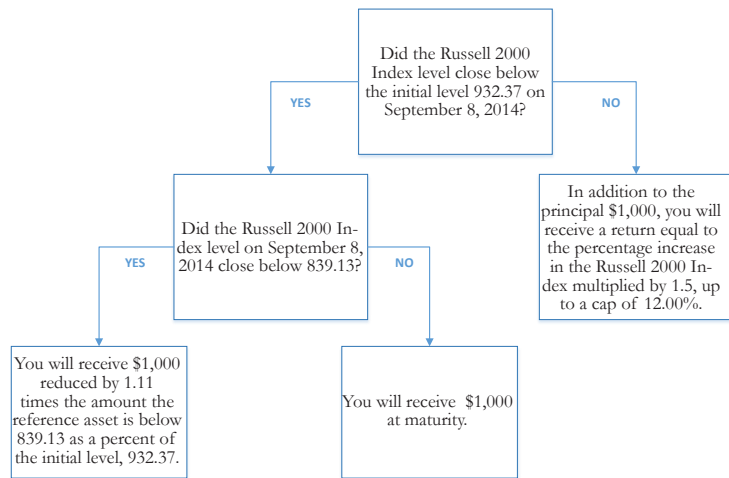 Did the Russell 2000
Index level close below
the initial level 932.37 on
September 8, 2014?
YES
NO
Did the Russell 2000 In-
dex level on September 8,
2014 close below 839.13?
In addition to the
principal $1,000, you will
receive a return equal to
the percentage increase
in the Russell 2000 In-
dex multiplied by 1.5, up
to a cap of 12.00%.
YES
NO
You will receive $1,000
reduced by 1.11
times the amount the
reference asset is below
839.13 as a percent of
the initial level, 932.37.
You will receive $1,000
at maturity.